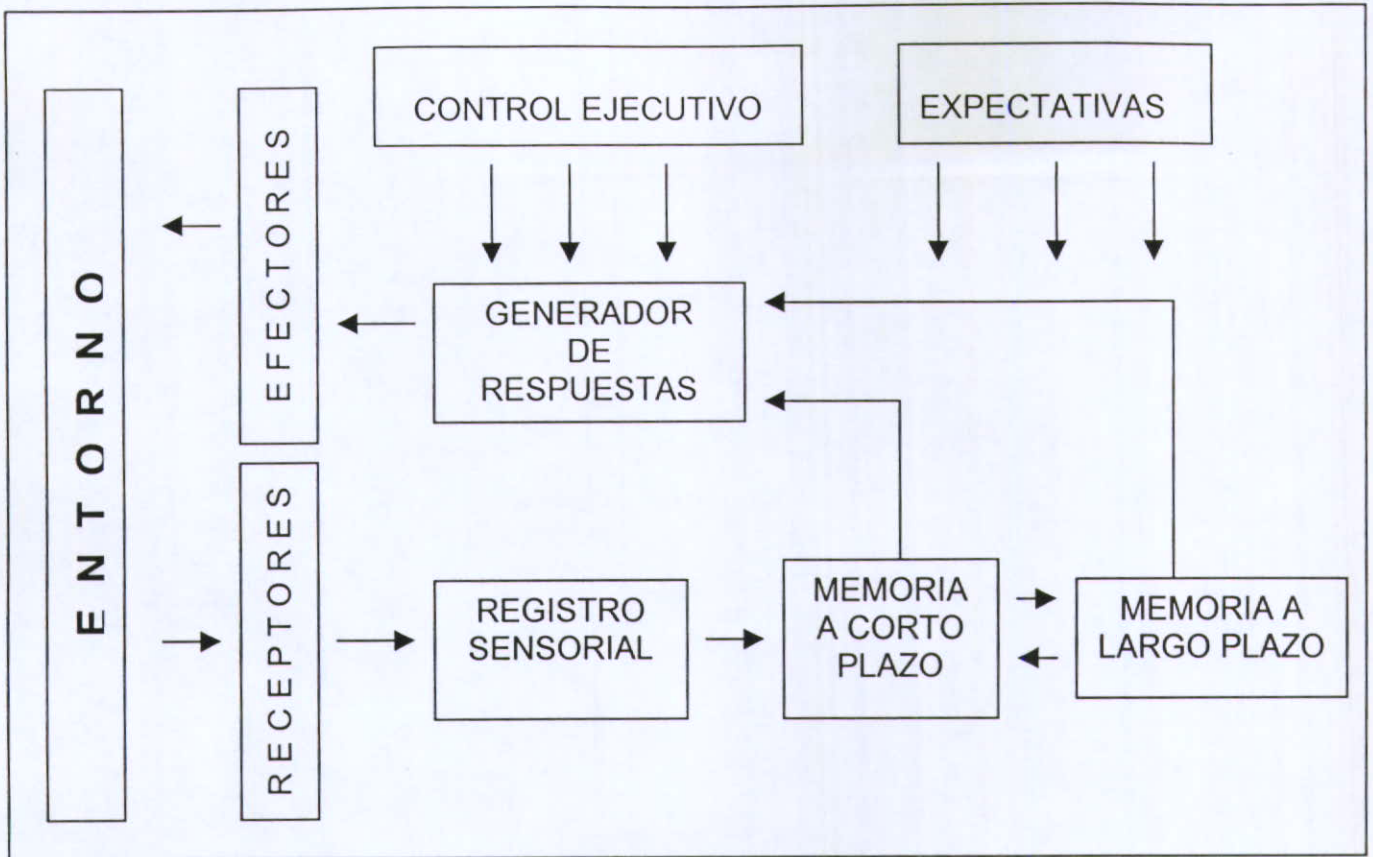 CONTROL EJECUTIVO
EXPECTATIVAS
ENTORNO
EFECTORES
GENERADOR
DE
RESPUESTAS
RECEPTORES
REGISTRO
SENSORIAL
MEMORIA
A CORTO
PLAZO
MEMORIA A
LARGO PLAZO